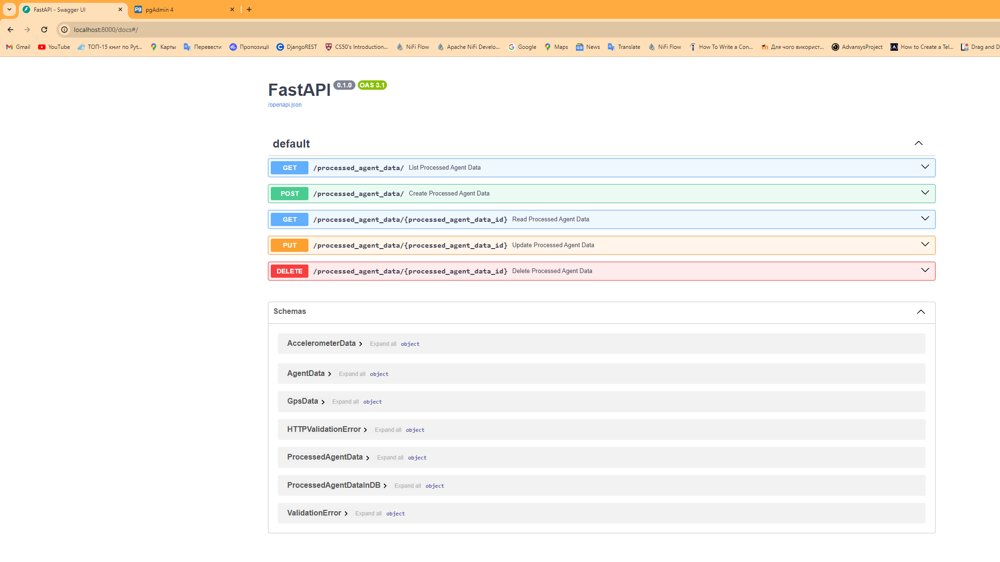 FastAPI - Swagger UI
pgAdmin 4
localhost:8000/docs#/
Gmail YouTube ТОП-15 книг по Pyt... Карты Перевести Пропозиції DjangoREST CS50's Introduction... NiFi Flow Apache NiFi Develo... Google Maps News Translate NiFi Flow How To Write a Con... Для чого використ... AdvansysProject How to Create a Tel... Drag and D
FastAPI 0.1.0 OAS 3.1
/openapi.json
default
GET /processed_agent_data/ List Processed Agent Data
POST /processed_agent_data/ Create Processed Agent Data
GET /processed_agent_data/{processed_agent_data_id} Read Processed Agent Data
PUT /processed_agent_data/{processed_agent_data_id} Update Processed Agent Data
DELETE /processed_agent_data/{processed_agent_data_id} Delete Processed Agent Data
Schemas
AccelerometerData Expand all object
AgentData Expand all object
GpsData Expand all object
HTTPValidationError Expand all object
ProcessedAgentData Expand all object
ProcessedAgentDataInDB Expand all object
ValidationError Expand all object